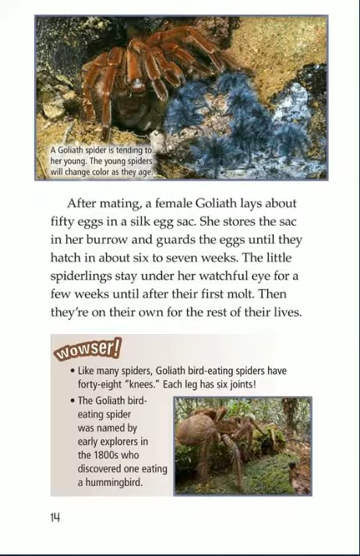 A Goliath spider is tending to
her young. The young spiders
will change color as they age.
After mating, a female Goliath lays about
fifty eggs in a silk egg sac. She stores the sac
in her burrow and guards the eggs until they
hatch in about six to seven weeks. The little
spiderlings stay under her watchful eye for a
few weeks until after their first molt. Then
they're on their own for the rest of their lives.
Wowser!
• Like many spiders, Goliath bird-eating spiders have
forty-eight "knees." Each leg has six joints!
• The Goliath bird-
eating spider
was named by
early explorers in
the 1800s who
discovered one eating
a hummingbird.
14